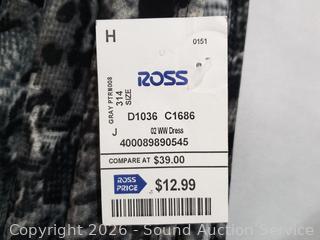 H
0151
ROSS
GRAY PTRN008
314
SIZE
D1036 C1686
J
02 WW Dress
400089890545
COMPARE AT $39.00
ROSS
PRICE
$12.99
Copyright 2026 - Sound Auction Service